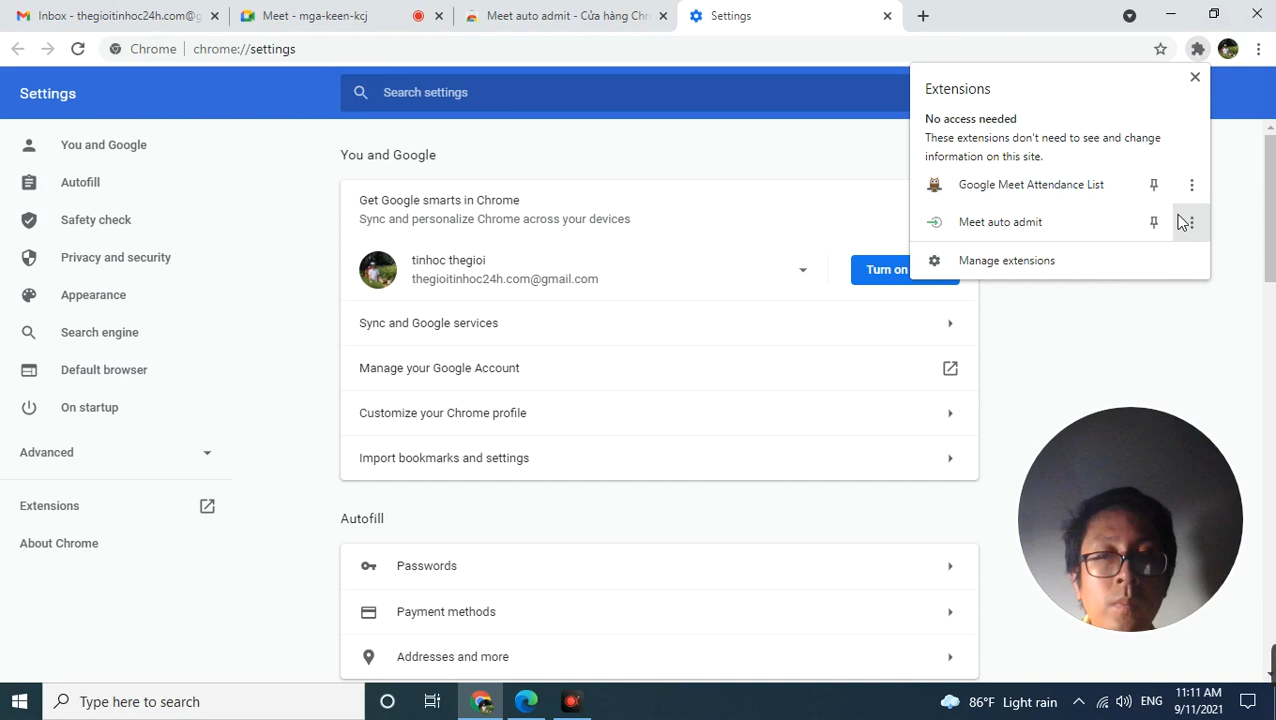 Inbox - thegioitinhoc24h.com@g
Meet - mga-keen-kcj
Meet auto admit - Cửa hàng Chr
Settings
Chrome
chrome://settings
Settings
Search settings
Extensions
No access needed
These extensions don't need to see and change
information on this site.
Google Meet Attendance List
Meet auto admit
Manage extensions
You and Google
Autofill
Safety check
Privacy and security
Appearance
Search engine
Default browser
On startup
Advanced
Extensions
About Chrome
You and Google
Get Google smarts in Chrome
Sync and personalize Chrome across your devices
tinhoc thegioi
thegioitinhoc24h.com@gmail.com
Turn on
Sync and Google services
Manage your Google Account
Customize your Chrome profile
Import bookmarks and settings
Autofill
Passwords
Payment methods
Addresses and more
Type here to search
86°F Light rain
ENG
11:11 AM
9/11/2021